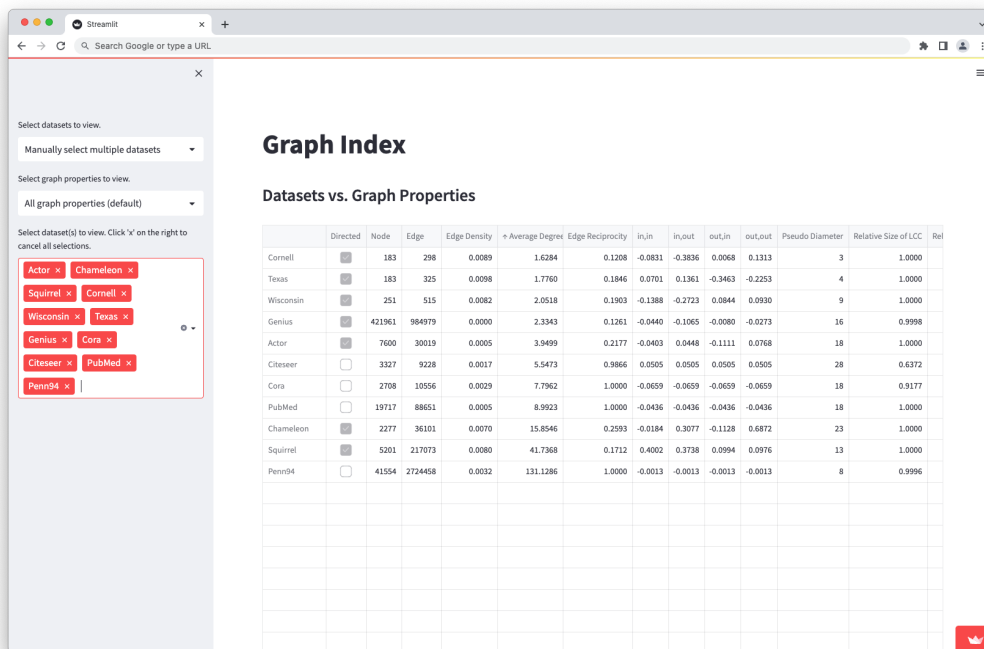 Streamlit
Search Google or type a URL
Select datasets to view.
Manually select multiple datasets
Select graph properties to view.
All graph properties (default)
Select dataset(s) to view. Click 'x' on the right to
cancel all selections.
Actor × Chameleon ×
Squirrel × Cornell ×
Wisconsin × Texas ×
Genius × Cora ×
Citeseer × PubMed ×
Penn94 ×
Graph Index
Datasets vs. Graph Properties
Directed Node Edge Edge Density ↑ Average Degree Edge Reciprocity in,in in,out out,in out,out Pseudo Diameter Relative Size of LCC Rel
Cornell 183 298 0.0089 1.6284 0.1208 -0.0831 -0.3836 0.0068 0.1313 3 1.0000
Texas 183 325 0.0098 1.7760 0.1846 0.0701 0.1361 -0.3463 -0.2253 4 1.0000
Wisconsin 251 515 0.0082 2.0518 0.1903 -0.1388 -0.2723 0.0844 0.0930 9 1.0000
Genius 421961 984979 0.0000 2.3343 0.1261 -0.0440 -0.1065 -0.0080 -0.0273 16 0.9998
Actor 7600 30019 0.0005 3.9499 0.2177 -0.0403 0.0448 -0.1111 0.0768 18 1.0000
Citeseer 3327 9228 0.0017 5.5473 0.9866 0.0505 0.0505 0.0505 0.0505 28 0.6372
Cora 2708 10556 0.0029 7.7962 1.0000 -0.0659 -0.0659 -0.0659 -0.0659 18 0.9177
PubMed 19717 88651 0.0005 8.9923 1.0000 -0.0436 -0.0436 -0.0436 -0.0436 18 1.0000
Chameleon 2277 36101 0.0070 15.8546 0.2593 -0.0184 0.3077 -0.1128 0.6872 23 1.0000
Squirrel 5201 217073 0.0080 41.7368 0.1712 0.4002 0.3738 0.0994 0.0976 13 1.0000
Penn94 41554 2724458 0.0032 131.1286 1.0000 -0.0013 -0.0013 -0.0013 -0.0013 8 0.9996